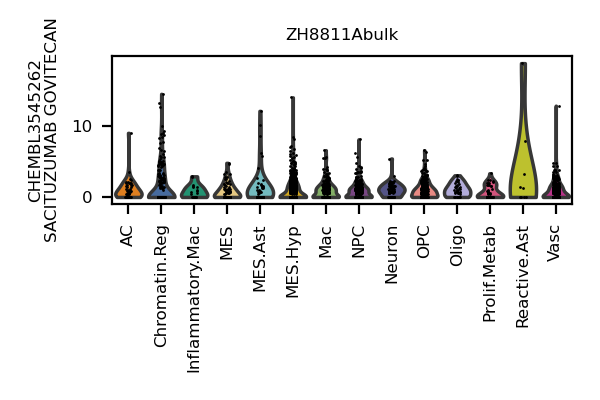 ZH8811Abulk
CHEMBL3545262
SACITUZUMAB GOVITECAN
10
0
AC
Chromatin.Reg
Inflammatory.Mac
MES
MES.Ast
MES.Hyp
Mac
NPC
Neuron
OPC
Oligo
Prolif.Metab
Reactive.Ast
Vasc